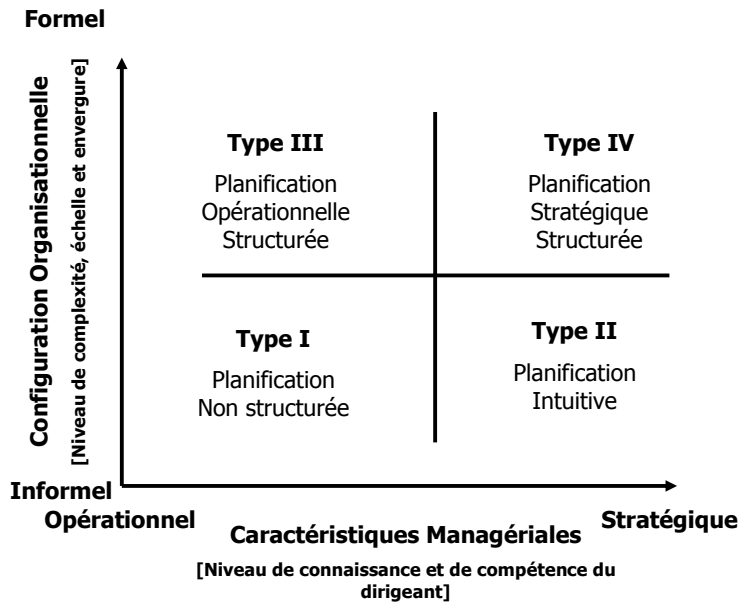 Formel
Configuration Organisationnelle
[Niveau de complexité, échelle et envergure]
Type III
Planification
Opérationnelle
Structurée
Type IV
Planification
Stratégique
Structurée
Type I
Planification
Non structurée
Type II
Planification
Intuitive
Informel
Opérationnel
Caractéristiques Managériales
Stratégique
[Niveau de connaissance et de compétence du
dirigeant]